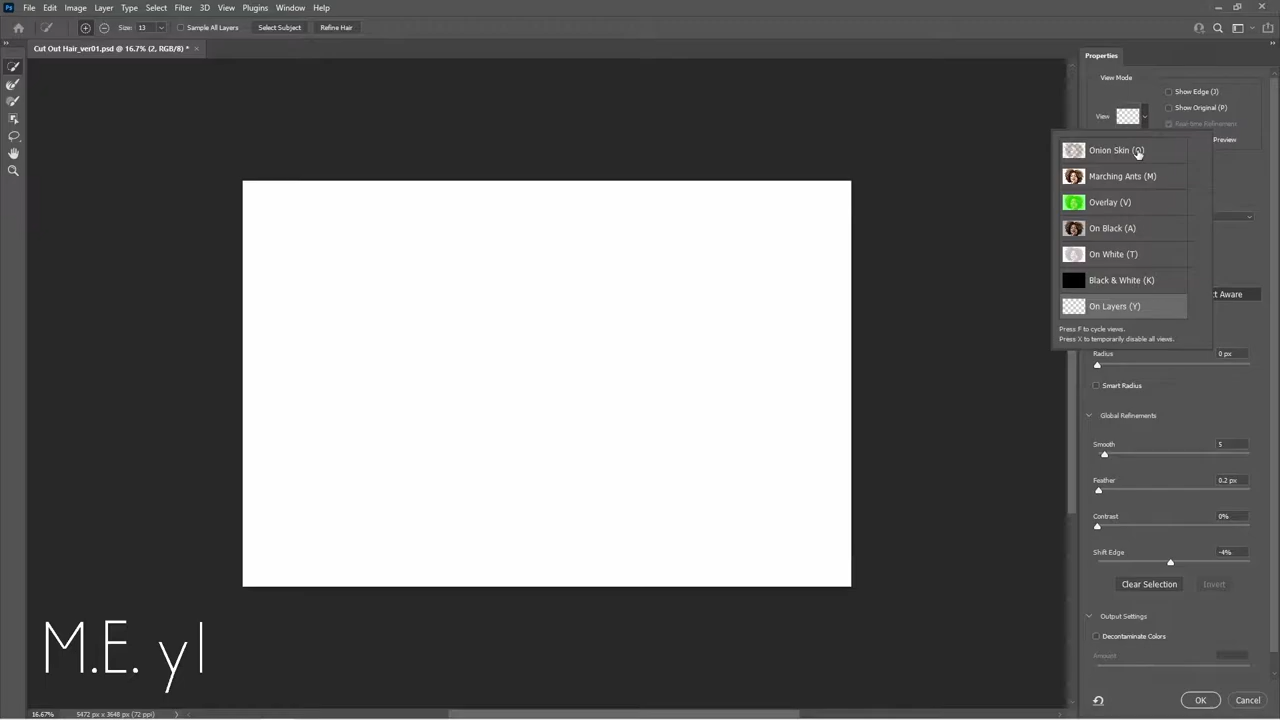 Ps File Edit Image Layer Type Select Filter 3D View Plugins Window Help
Size: 13 Sample All Layers Select Subject Refine Hair
Cut Out Hair_ver01.psd @ 16.7% (2, RGB/8) *
Properties
View Mode
Show Edge (J)
Show Original (P)
Real-time Refinement
View
Preview
Onion Skin (O)
Marching Ants (M)
Overlay (V)
On Black (A)
On White (T)
Black & White (K)
On Layers (Y)
Press F to cycle views.
Press X to temporarily disable all views.
t Aware
Radius 0 px
Smart Radius
Global Refinements
Smooth 5
Feather 0.2 px
Contrast 0%
Shift Edge -4%
Clear Selection Invert
Output Settings
Decontaminate Colors
Amount
OK Cancel
M.E. yl
16.67% 5472 px x 3648 px (72 ppi)